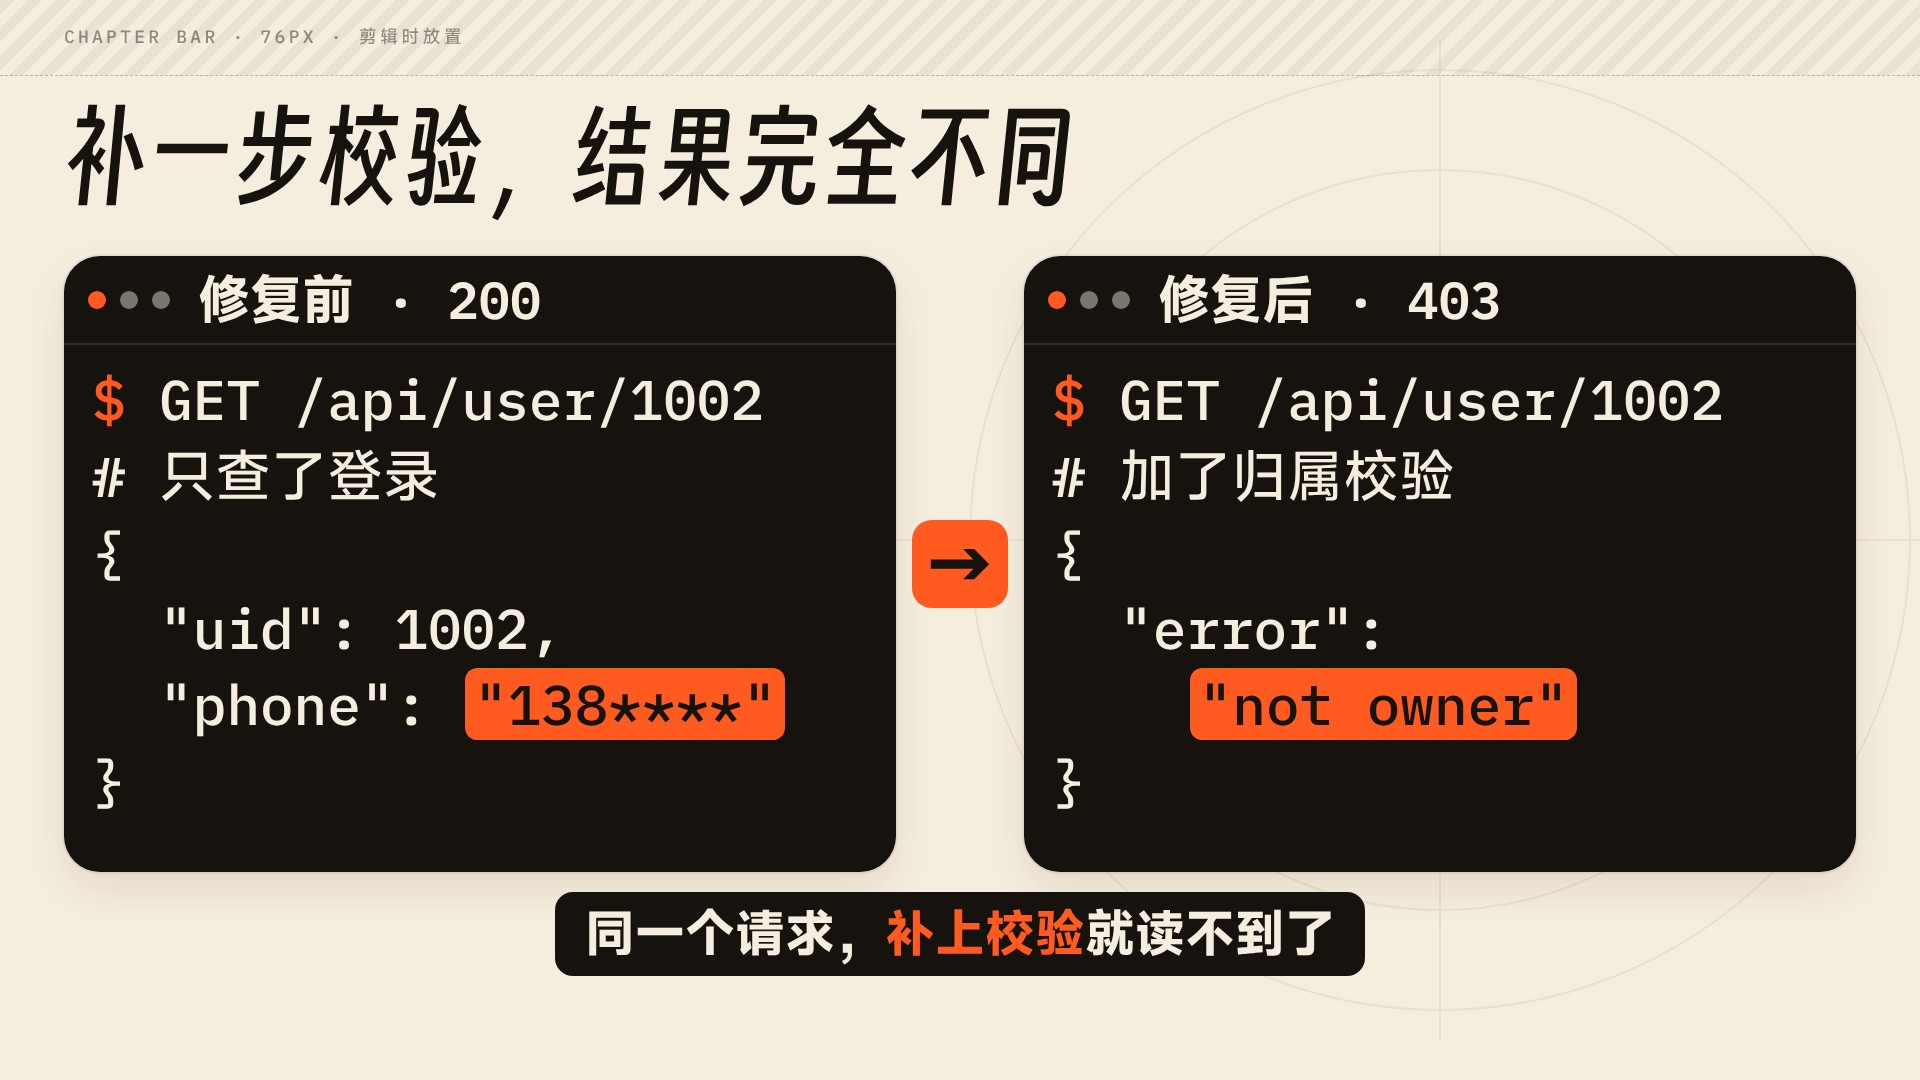 CHAPTER BAR · 76PX · 剪辑时放置
补一步校验，结果完全不同
修复前 · 200
$ GET /api/user/1002
# 只查了登录
{
"uid": 1002,
"phone": "138****"
}
→
修复后 · 403
$ GET /api/user/1002
# 加了归属校验
{
"error":
"not owner"
}
同一个请求，补上校验就读不到了